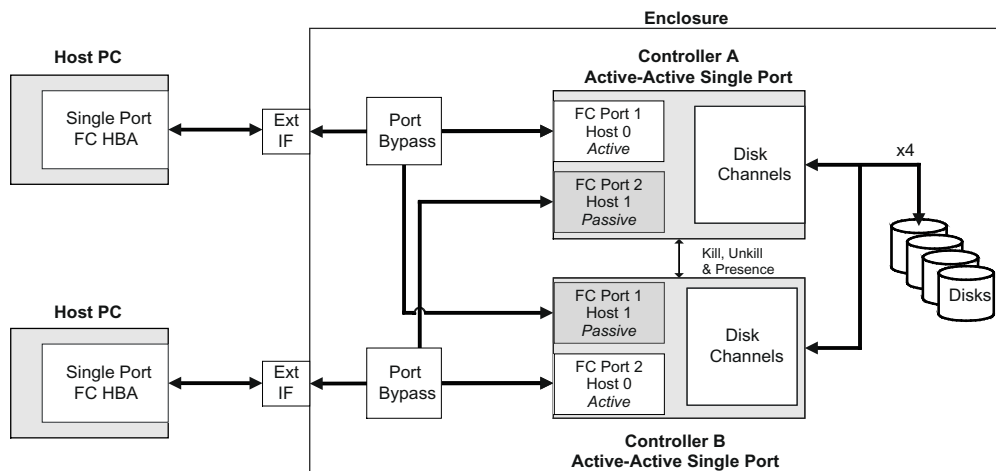 Enclosure
Host PC
Single Port
FC HBA
Ext
IF
Port
Bypass
Controller A
Active-Active Single Port
FC Port 1
Host 0
Active
FC Port 2
Host 1
Passive
Disk
Channels
x4
Kill, Unkill
& Presence
Disks
Host PC
Single Port
FC HBA
Ext
IF
Port
Bypass
FC Port 1
Host 1
Passive
FC Port 2
Host 0
Active
Disk
Channels
Controller B
Active-Active Single Port